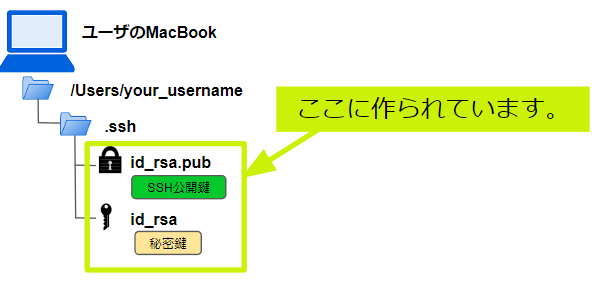 ユーザのMacBook
/Users/your_username
ここに作られています。
.ssh
id_rsa.pub
SSH公開鍵
id_rsa
秘密鍵